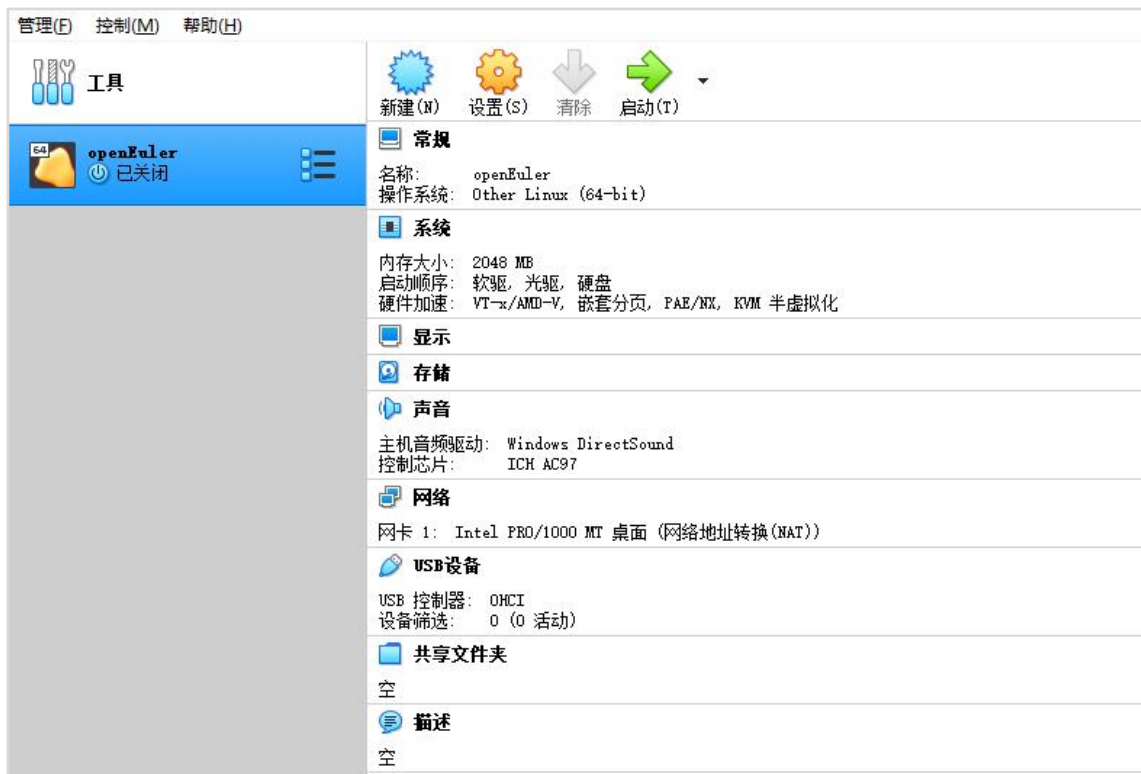 管理(F) 控制(M) 帮助(H)
工具
新建(N) 设置(S) 清除 启动(T)
64
openEuler
已关闭
常规
名称: openEuler
操作系统: Other Linux (64-bit)
系统
内存大小: 2048 MB
启动顺序: 软驱, 光驱, 硬盘
硬件加速: VT-x/AMD-V, 嵌套分页, PAE/NX, KVM 半虚拟化
显示
存储
声音
主机音频驱动: Windows DirectSound
控制芯片: ICH AC97
网络
网卡 1: Intel PRO/1000 MT 桌面 (网络地址转换(NAT))
USB设备
USB 控制器: OHCI
设备筛选: 0 (0 活动)
共享文件夹
空
描述
空